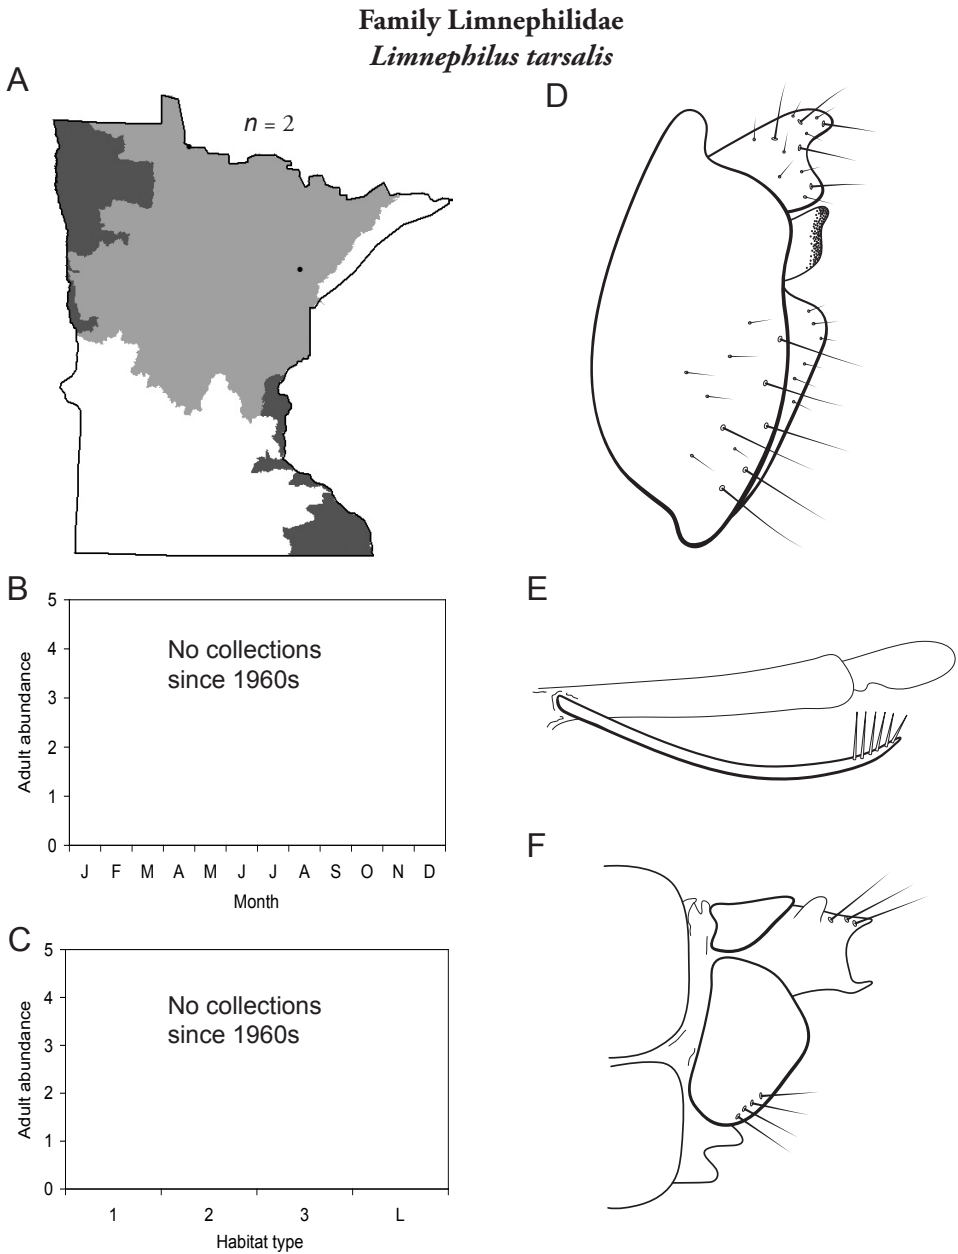 Family Limnephilidae
Limnephilus tarsalis
A
n = 2
B
5
4
3
2
1
0
Adult abundance
No collections
since 1960s
J F M A M J J A S O N D
Month
C
5
4
3
2
1
0
Adult abundance
No collections
since 1960s
1 2 3 L
Habitat type
D
E
F